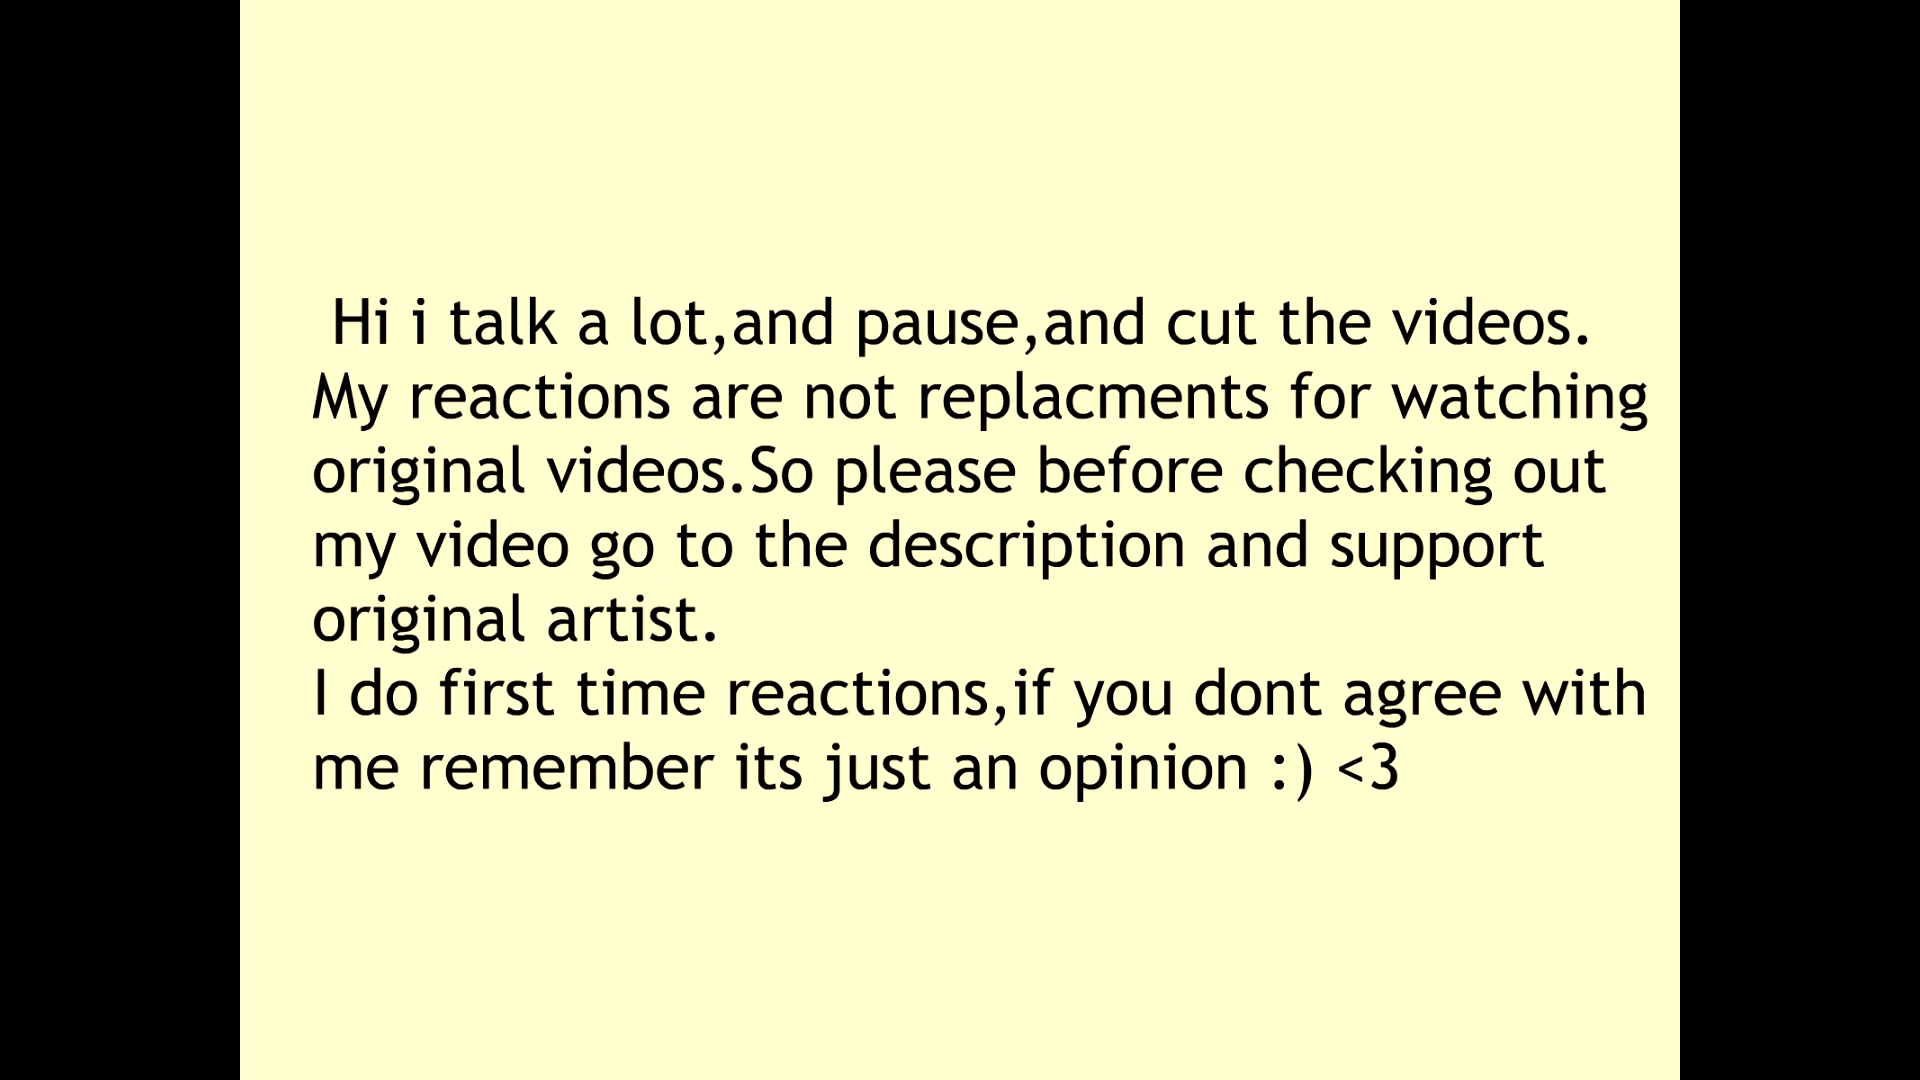 Hi i talk a lot,and pause,and cut the videos.
My reactions are not replacments for watching
original videos.So please before checking out
my video go to the description and support
original artist.
I do first time reactions,if you dont agree with
me remember its just an opinion :) <3